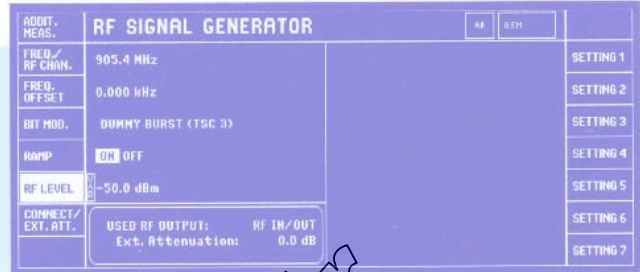 ADDIT. MEAS.
RF SIGNAL GENERATOR
GSM
FREQ./ RF CHAN.
905.4 MHz
SETTING 1
FREQ. OFFSET
0.000 kHz
SETTING 2
BIT MOD.
DUMMY BURST (TSC 3)
SETTING 3
RAMP
ON OFF
SETTING 4
RF LEVEL
-50.0 dBm
SETTING 5
CONNECT/ EXT. ATT.
USED RF OUTPUT: RF IN/OUT
SETTING 6
Ext. Attenuation: 0.0 dB
SETTING 7